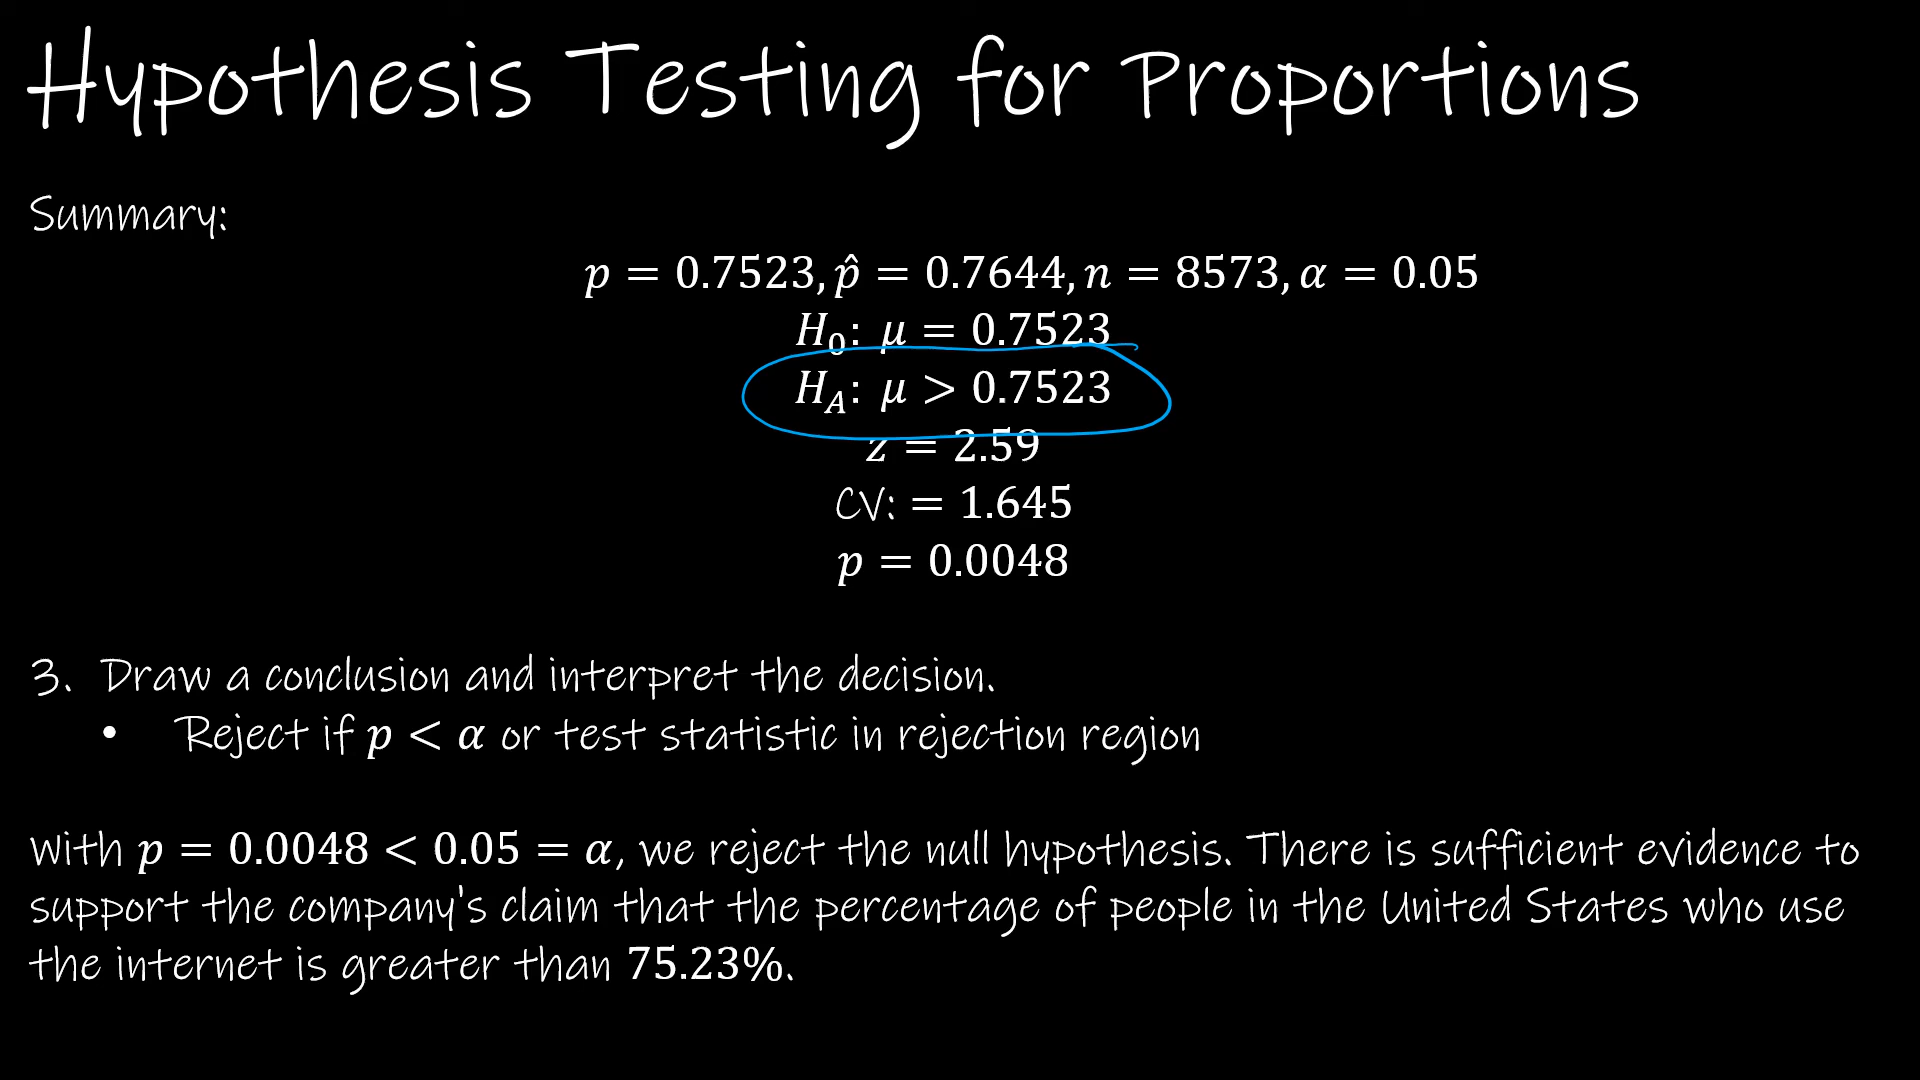 Hypothesis Testing for Proportions
Summary:
p = 0.7523, p̂ = 0.7644, n = 8573, α = 0.05
H₀: μ = 0.7523
H_A: μ > 0.7523
z = 2.59
CV: = 1.645
p = 0.0048
3. Draw a conclusion and interpret the decision.
• Reject if p < α or test statistic in rejection region
With p = 0.0048 < 0.05 = α, we reject the null hypothesis. There is sufficient evidence to
support the company's claim that the percentage of people in the United States who use
the internet is greater than 75.23%.